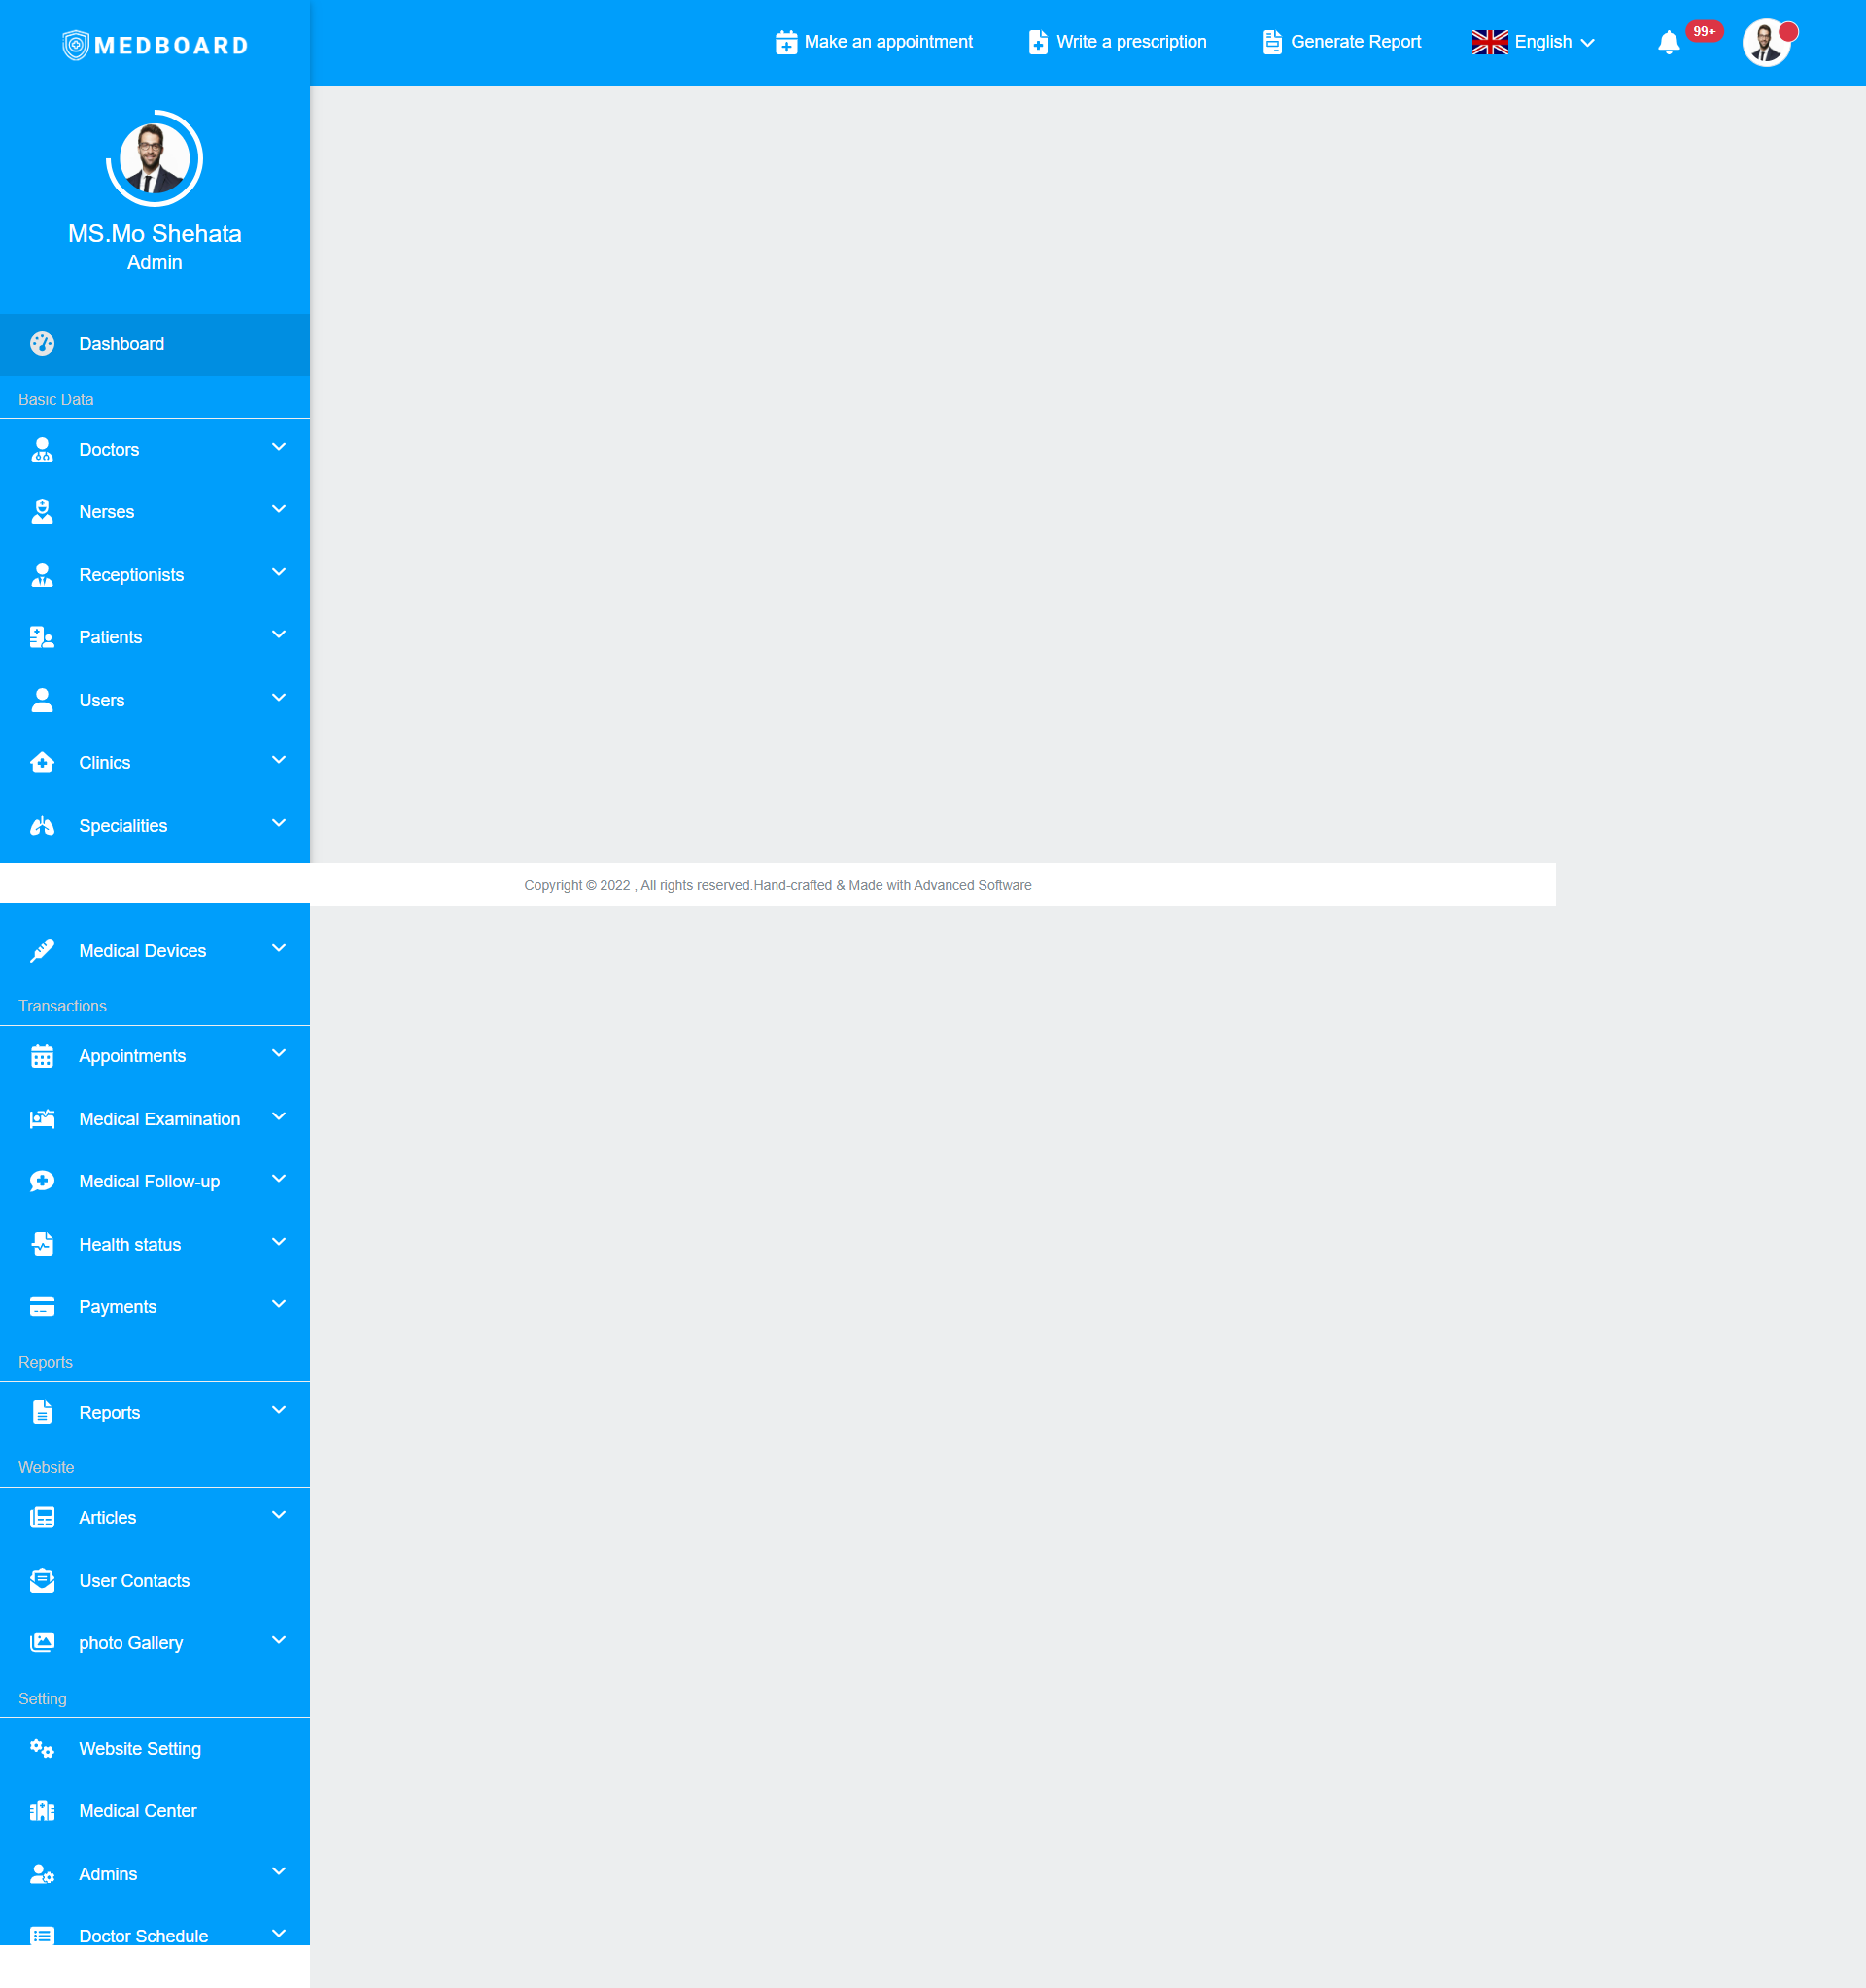 MEDBOARD
Make an appointment
Write a prescription
Generate Report
English
99+
MS.Mo Shehata
Admin
Dashboard
Basic Data
Doctors
Nerses
Receptionists
Patients
Users
Clinics
Specialities
Copyright © 2022 , All rights reserved.Hand-crafted & Made with Advanced Software
Medical Devices
Transactions
Appointments
Medical Examination
Medical Follow-up
Health status
Payments
Reports
Reports
Website
Articles
User Contacts
photo Gallery
Setting
Website Setting
Medical Center
Admins
Doctor Schedule